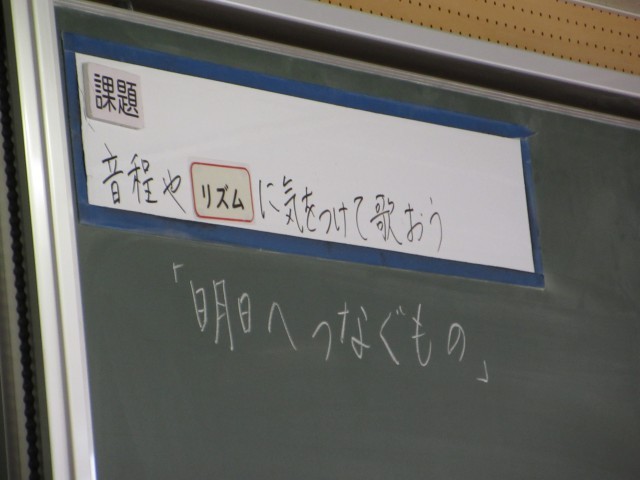 課題
音程やリズムに気をつけて歌おう
「明日へつなぐもの」